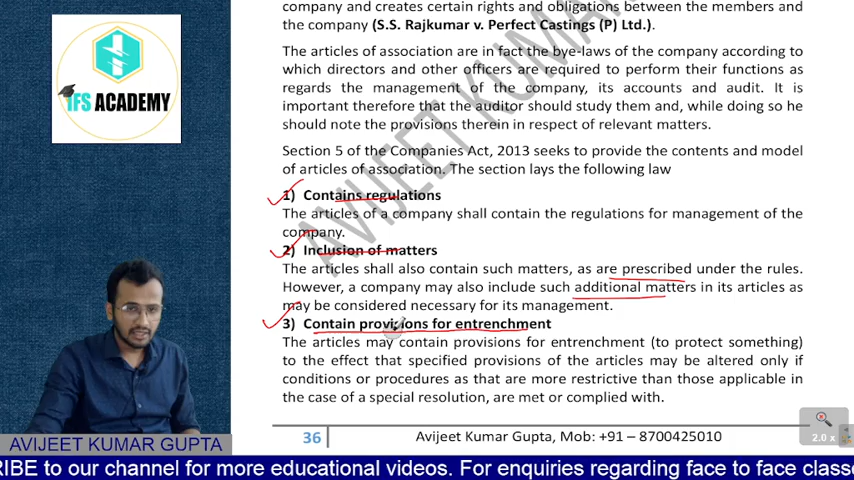 company and creates certain rights and obligations between the members and
the company (S.S. Rajkumar v. Perfect Castings (P) Ltd.).
The articles of association are in fact the bye-laws of the company according to
which directors and other officers are required to perform their functions as
regards the management of the company, its accounts and audit. It is
important therefore that the auditor should study them and, while doing so he
should note the provisions therein in respect of relevant matters.
Section 5 of the Companies Act, 2013 seeks to provide the contents and model
of articles of association. The section lays the following law
1) Contains regulations
The articles of a company shall contain the regulations for management of the
company.
2) Inclusion of matters
The articles shall also contain such matters, as are prescribed under the rules.
However, a company may also include such additional matters in its articles as
may be considered necessary for its management.
3) Contain provisions for entrenchment
The articles may contain provisions for entrenchment (to protect something)
to the effect that specified provisions of the articles may be altered only if
conditions or procedures as that are more restrictive than those applicable in
the case of a special resolution, are met or complied with.
36 Avijeet Kumar Gupta, Mob: +91 – 8700425010
AVIJEET KUMAR
IFS ACADEMY
2.0 x
AVIJEET KUMAR GUPTA
RIBE to our channel for more educational videos. For enquiries regarding face to face classe